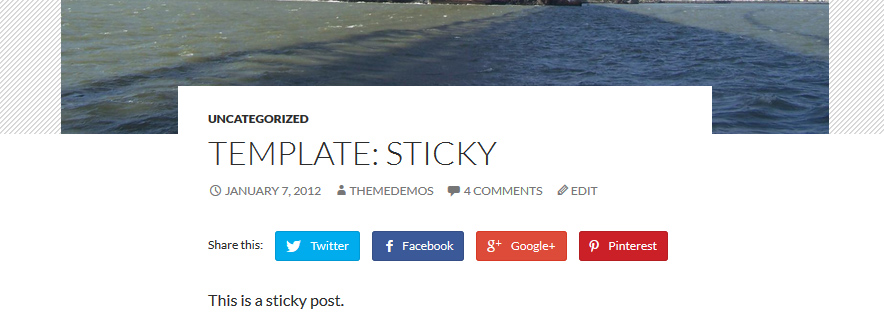 UNCATEGORIZED
TEMPLATE: STICKY
JANUARY 7, 2012 THEMEDEMOS 4 COMMENTS EDIT
Share this: Twitter Facebook Google+ Pinterest
This is a sticky post.